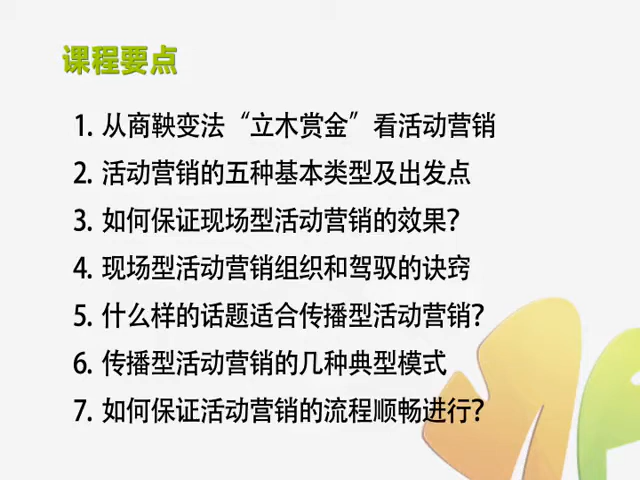 课程要点
1. 从商鞅变法“立木赏金”看活动营销
2. 活动营销的五种基本类型及出发点
3. 如何保证现场型活动营销的效果?
4. 现场型活动营销组织和驾驭的诀窍
5. 什么样的话题适合传播型活动营销?
6. 传播型活动营销的几种典型模式
7. 如何保证活动营销的流程顺畅进行?